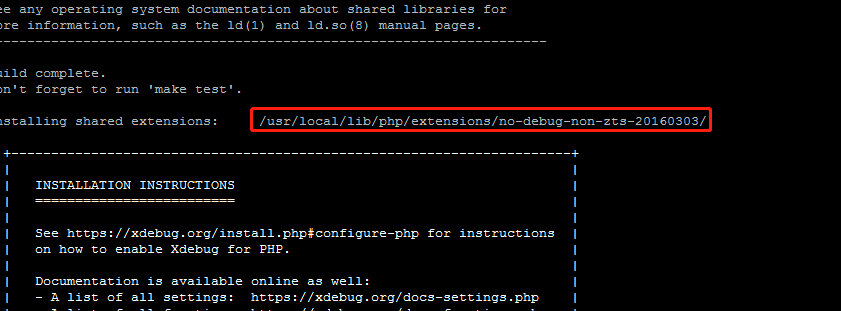 ee any operating system documentation about shared libraries for
ore information, such as the ld(1) and ld.so(8) manual pages.
----------------------------------------------------------------------
uild complete.
on't forget to run 'make test'.
nstalling shared extensions:     /usr/local/lib/php/extensions/no-debug-non-zts-20160303/
+----------------------------------------------------------------------+
|                                                                      |
|   INSTALLATION INSTRUCTIONS                                          |
|   =========================                                          |
|                                                                      |
|   See https://xdebug.org/install.php#configure-php for instructions  |
|   on how to enable Xdebug for PHP.                                   |
|                                                                      |
|   Documentation is available online as well:                         |
|   - A list of all settings:  https://xdebug.org/docs-settings.php    |